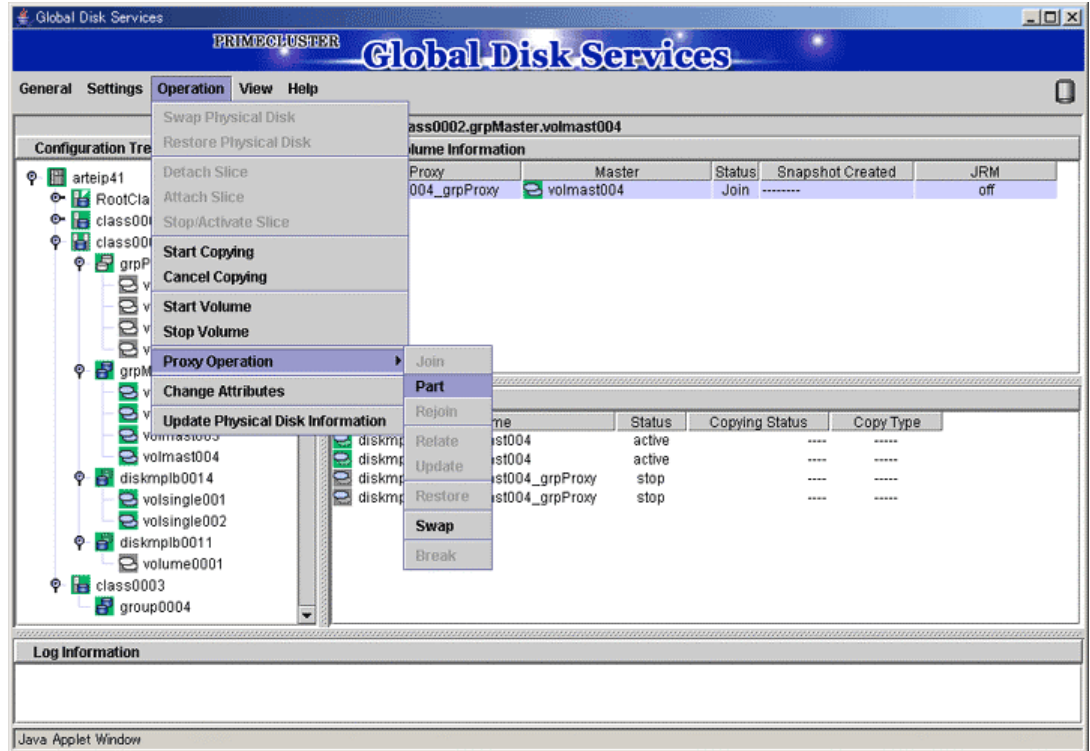 Global Disk Services
PRIMECLUSTER
Global Disk Services
General Settings Operation View Help
ass0002.grpMaster.volmast004
Configuration Tre
lume Information
Proxy Master Status Snapshot Created JRM
004_grpProxy volmast004 Join -------- off
Swap Physical Disk
Restore Physical Disk
Detach Slice
Attach Slice
Stop/Activate Slice
Start Copying
Cancel Copying
Start Volume
Stop Volume
Proxy Operation
Change Attributes
Update Physical Disk Information
Join
Part
Rejoin
Relate
Update
Restore
Swap
Break
arteip41
RootCla
class00
class00
grpP
v
v
v
v
grpM
v
v
volmast003
volmast004
diskmplb0014
volsingle001
volsingle002
diskmplb0011
volume0001
class0003
group0004
me Status Copying Status Copy Type
diskmp st004 active ---- -----
diskmp st004 active ---- -----
diskmp st004_grpProxy stop ---- -----
diskmp st004_grpProxy stop ---- -----
Log Information
Java Applet Window